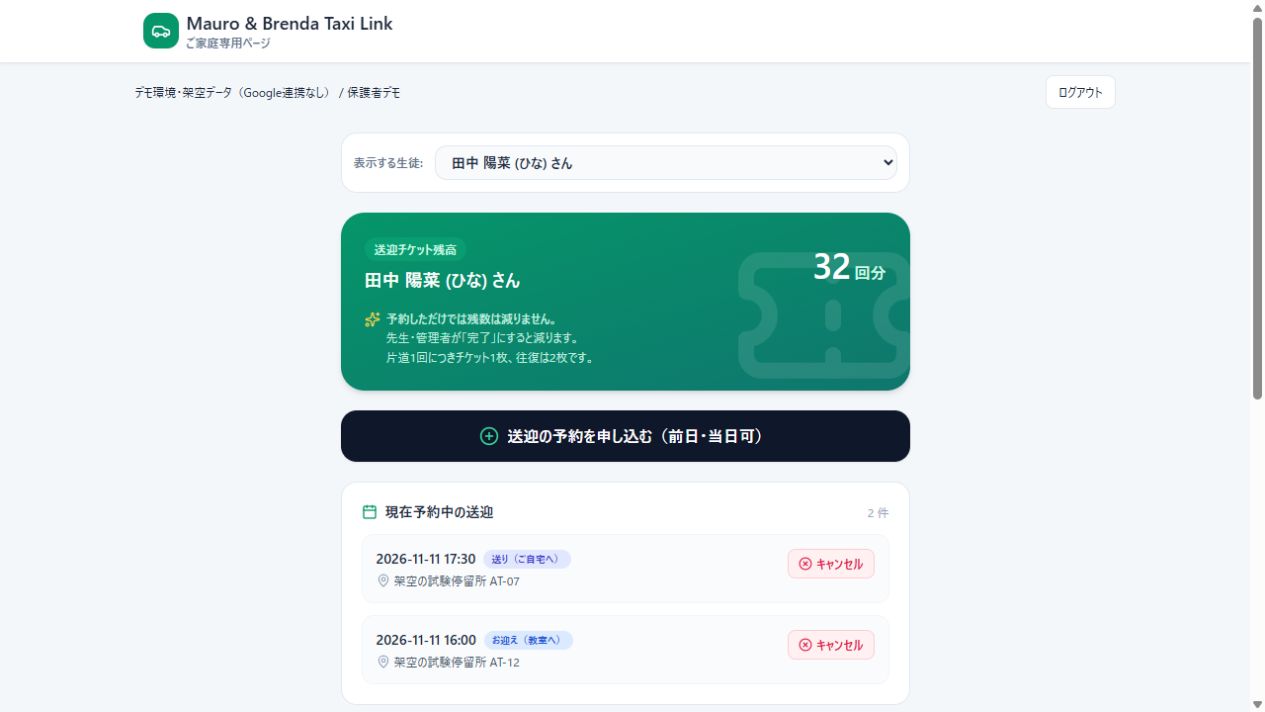 Mauro & Brenda Taxi Link
ご家庭専用ページ
デモ環境・架空データ（Google連携なし） / 保護者デモ
ログアウト
表示する生徒:
田中 陽菜 (ひな) さん
送迎チケット残高
田中 陽菜 (ひな) さん
32 回分
予約しただけでは残数は減りません。
先生・管理者が「完了」にすると減ります。
片道1回につきチケット1枚、往復は2枚です。
送迎の予約を申し込む（前日・当日可）
現在予約中の送迎
2 件
2026-11-11 17:30 送り（ご自宅へ）
架空の試験停留所 AT-07
キャンセル
2026-11-11 16:00 お迎え（教室へ）
架空の試験停留所 AT-12
キャンセル